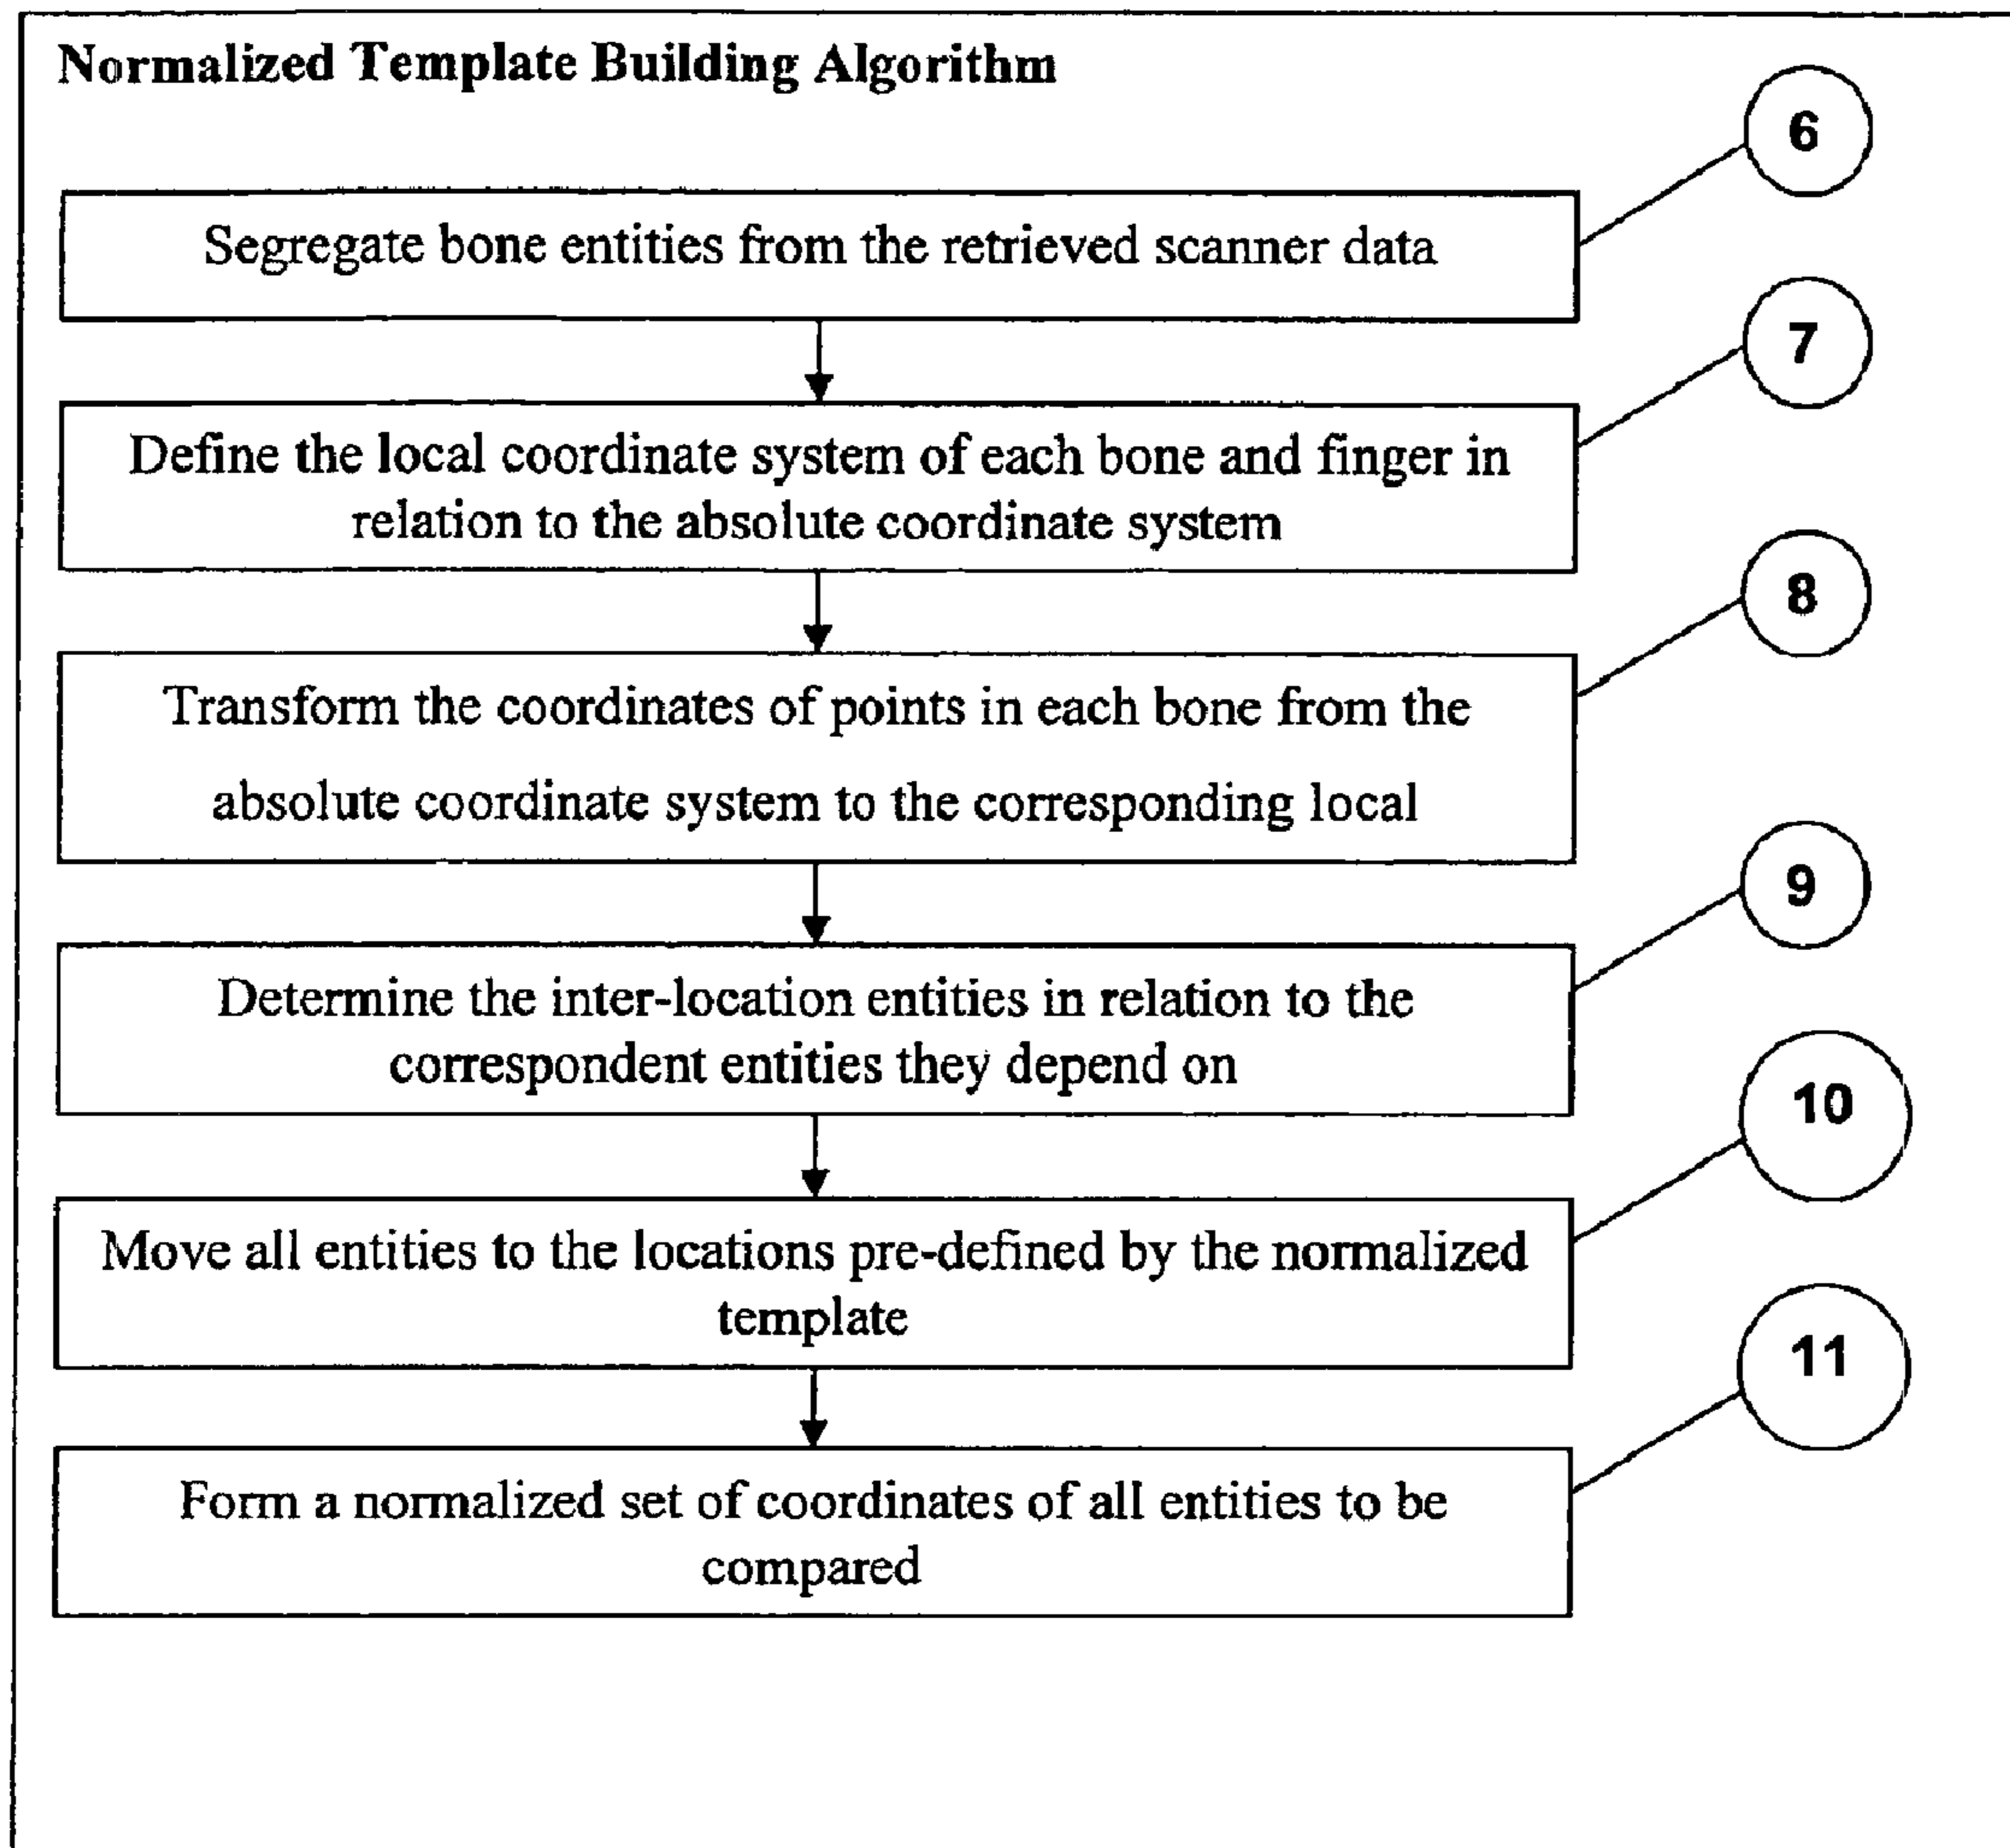 Normalized Template Building Algorithm
6
Segregate bone entities from the retrieved scanner data
7
Define the local coordinate system of each bone and finger in
relation to the absolute coordinate system
8
Transform the coordinates of points in each bone from the
absolute coordinate system to the corresponding local
9
Determine the inter-location entities in relation to the
correspondent entities they depend on
10
Move all entities to the locations pre-defined by the normalized
template
11
Form a normalized set of coordinates of all entities to be
compared